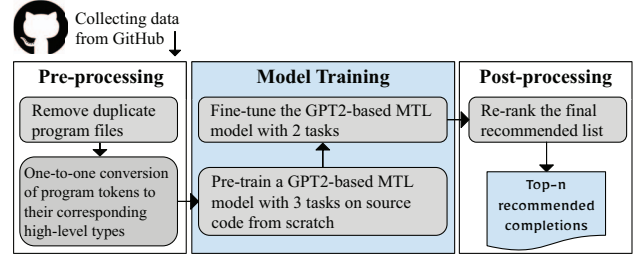 Collecting data
from GitHub
Pre-processing
Remove duplicate
program files
One-to-one conversion
of program tokens to
their corresponding
high-level types
Model Training
Fine-tune the GPT2-based MTL
model with 2 tasks
Pre-train a GPT2-based MTL
model with 3 tasks on source
code from scratch
Post-processing
Re-rank the final
recommended list
Top-n
recommended
completions